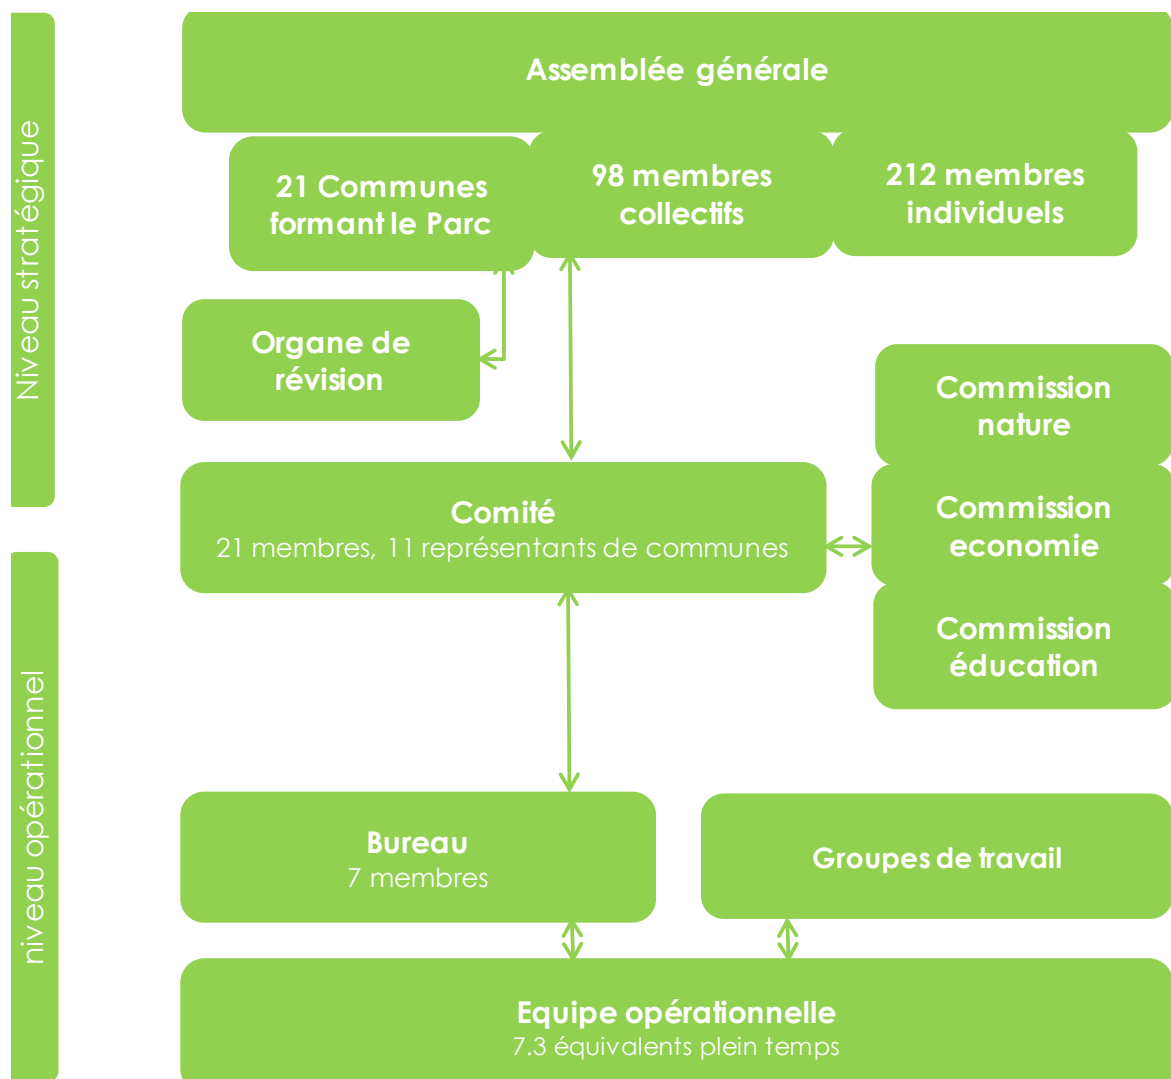 Niveau stratégique
Assemblée générale
21 Communes
formant le Parc
98 membres
collectifs
212 membres
individuels
Organe de
révision
Commission
nature
Comité
21 membres, 11 représentants de communes
Commission
economie
Commission
éducation
niveau opérationnel
Bureau
7 membres
Groupes de travail
Equipe opérationnelle
7.3 équivalents plein temps